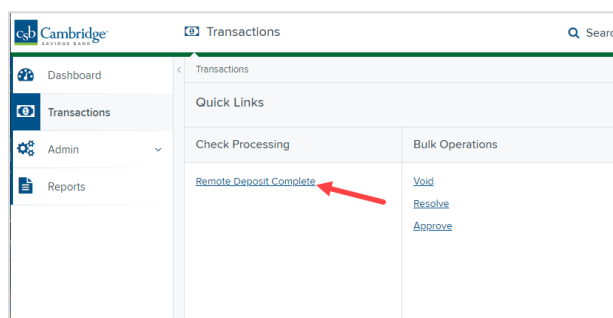 csb Cambridge
SAVINGS BANK
Transactions
Sear
Dashboard
Transactions
Admin
Reports
Transactions
Quick Links
Check Processing
Bulk Operations
Remote Deposit Complete
Void
Resolve
Approve